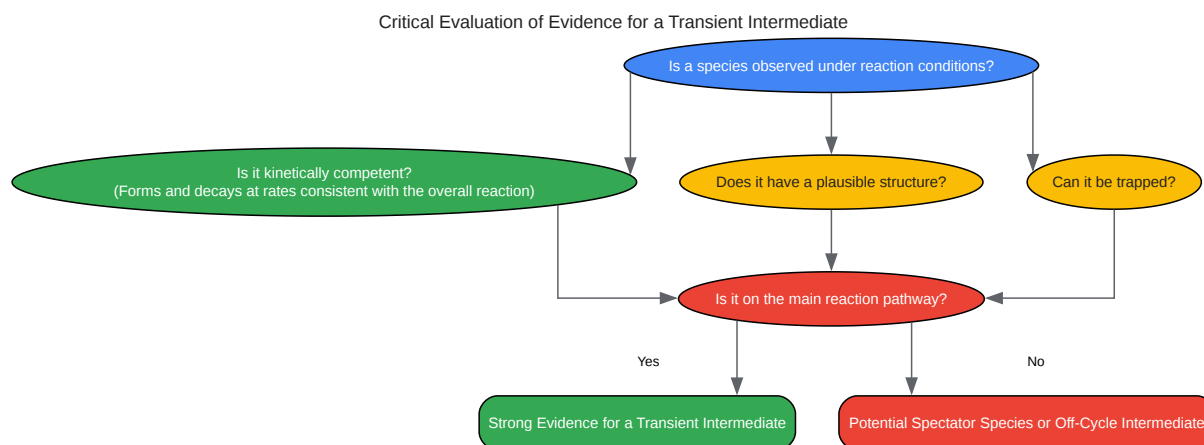 Critical Evaluation of Evidence for a Transient Intermediate
Is a species observed under reaction conditions?
Is it kinetically competent?
(Forms and decays at rates consistent with the overall reaction)
Does it have a plausible structure?
Can it be trapped?
Is it on the main reaction pathway?
Yes
No
Strong Evidence for a Transient Intermediate
Potential Spectator Species or Off-Cycle Intermediate